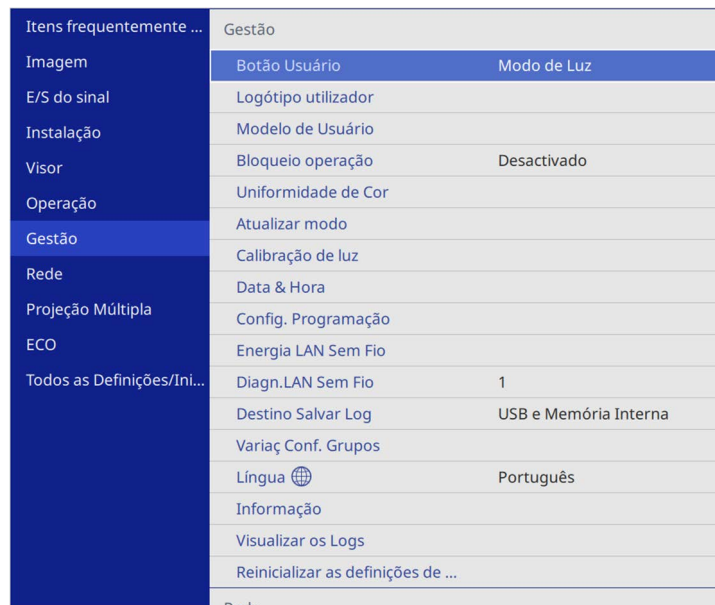 Itens frequentemente ...
Imagem
E/S do sinal
Instalação
Visor
Operação
Gestão
Rede
Projeção Múltipla
ECO
Todos as Definições/Ini...
Gestão
Botão Usuário Modo de Luz
Logótipo utilizador
Modelo de Usuário
Bloqueio operação Desactivado
Uniformidade de Cor
Atualizar modo
Calibração de luz
Data & Hora
Config. Programação
Energia LAN Sem Fio
Diagn.LAN Sem Fio 1
Destino Salvar Log USB e Memória Interna
Variaç Conf. Grupos
Língua Português
Informação
Visualizar os Logs
Reinicializar as definições de ...